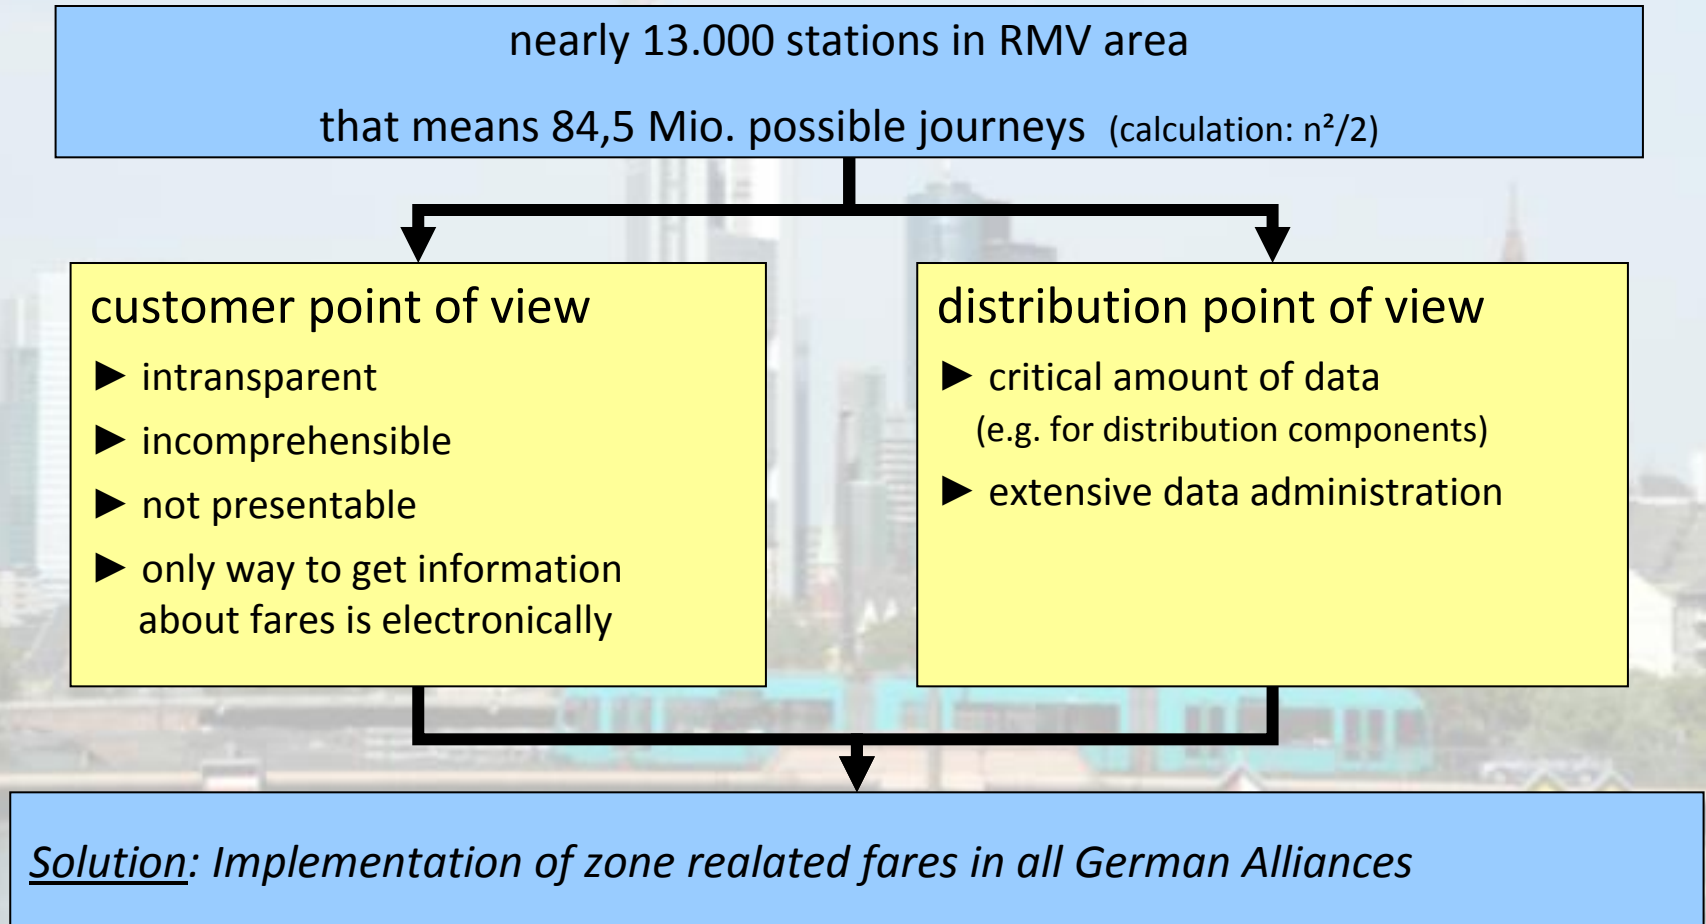 nearly 13.000 stations in RMV area
that means 84,5 Mio. possible journeys (calculation: n²/2)
customer point of view
► intransparent
► incomprehensible
► not presentable
► only way to get information
about fares is electronically
distribution point of view
► critical amount of data
(e.g. for distribution components)
► extensive data administration
Solution: Implementation of zone realated fares in all German Alliances